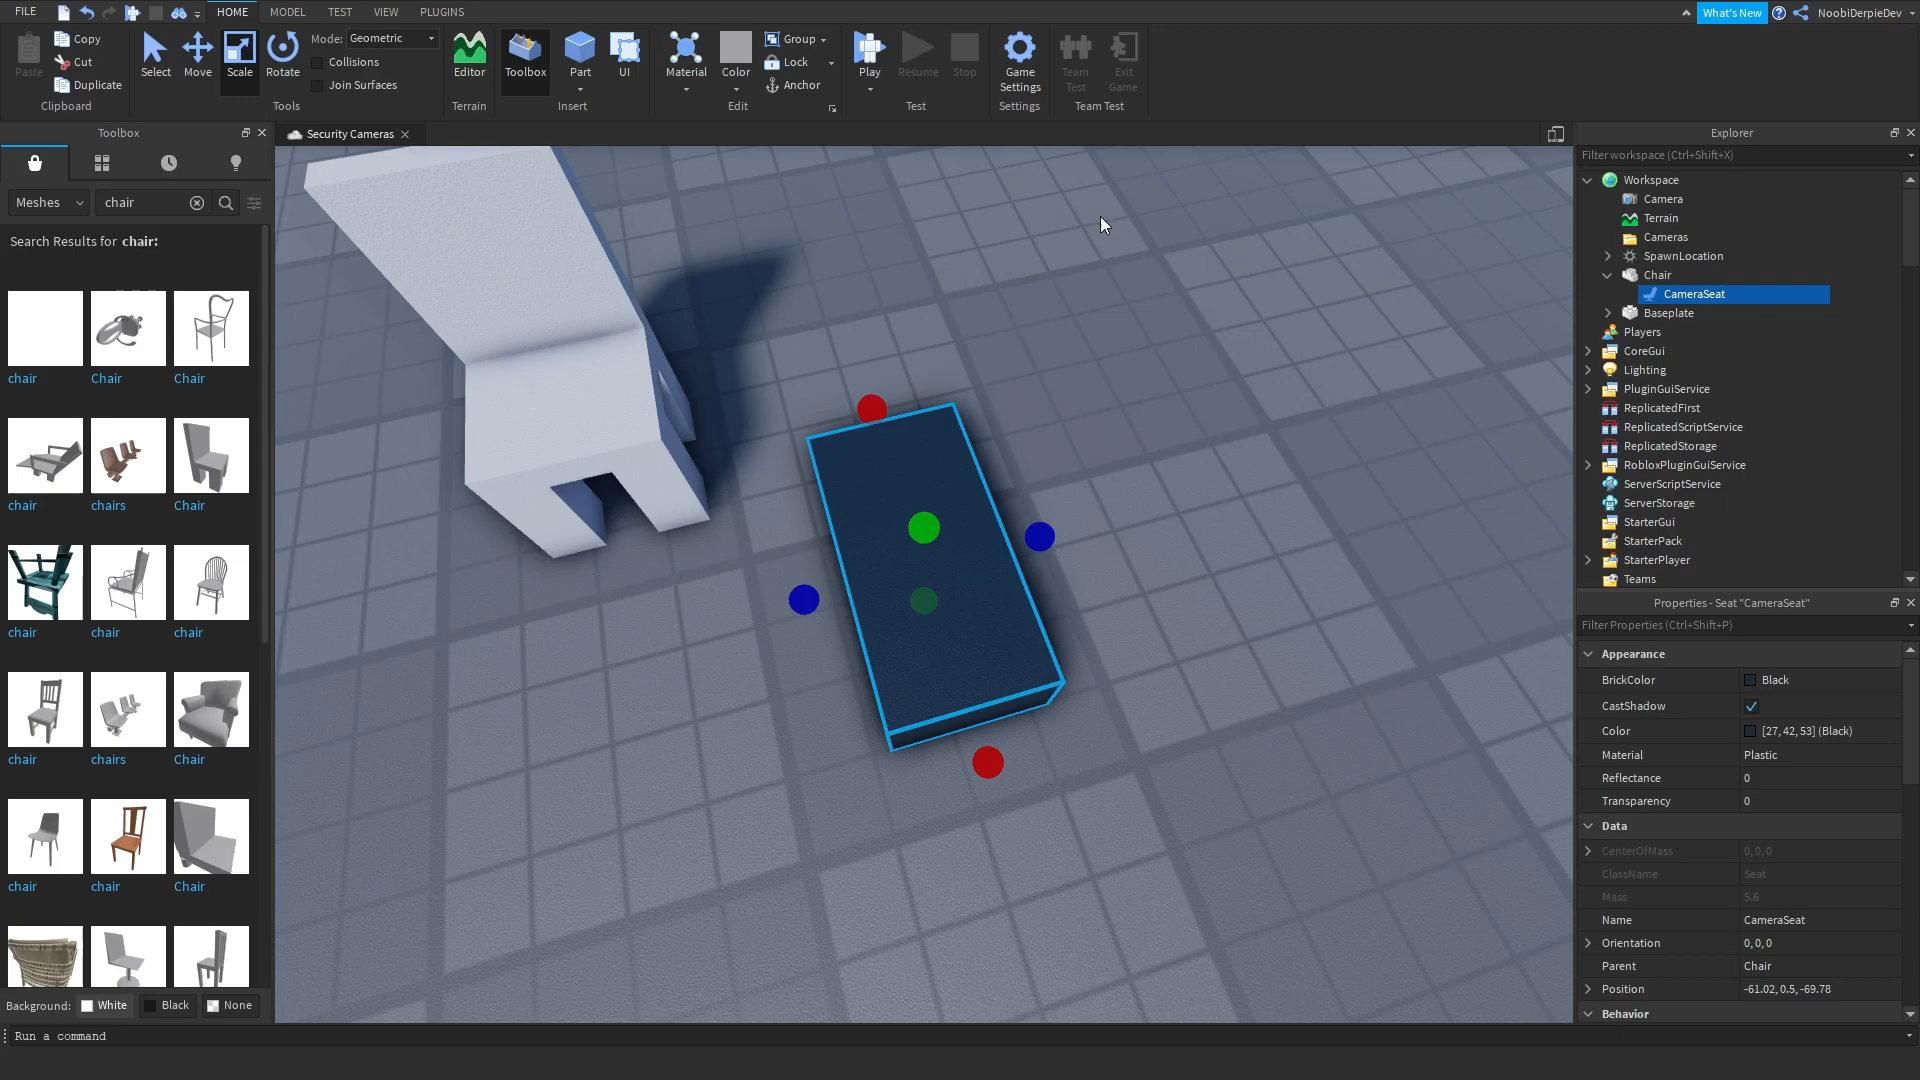 FILE
HOME
MODEL
TEST
VIEW
PLUGINS
What's New
NoobiDerpieDev
Paste
Copy
Cut
Duplicate
Clipboard
Select
Move
Scale
Rotate
Mode: Geometric
Collisions
Join Surfaces
Tools
Editor
Terrain
Toolbox
Part
UI
Insert
Material
Color
Group
Lock
Anchor
Edit
Play
Resume
Stop
Test
Game
Settings
Settings
Team
Test
Exit
Game
Team Test
Toolbox
Meshes
chair
Search Results for chair:
chair
Chair
Chair
chair
chairs
Chair
chair
chair
chair
chair
chairs
Chair
chair
chair
Chair
Background: White Black None
Security Cameras
Explorer
Filter workspace (Ctrl+Shift+X)
Workspace
Camera
Terrain
Cameras
SpawnLocation
Chair
CameraSeat
Baseplate
Players
CoreGui
Lighting
PluginGuiService
ReplicatedFirst
ReplicatedScriptService
ReplicatedStorage
RobloxPluginGuiService
ServerScriptService
ServerStorage
StarterGui
StarterPack
StarterPlayer
Teams
Properties - Seat "CameraSeat"
Filter Properties (Ctrl+Shift+P)
Appearance
BrickColor Black
CastShadow
Color [27, 42, 53] (Black)
Material Plastic
Reflectance 0
Transparency 0
Data
CenterOfMass 0, 0, 0
ClassName Seat
Mass 5.6
Name CameraSeat
Orientation 0, 0, 0
Parent Chair
Position -61.02, 0.5, -69.78
Behavior
Run a command